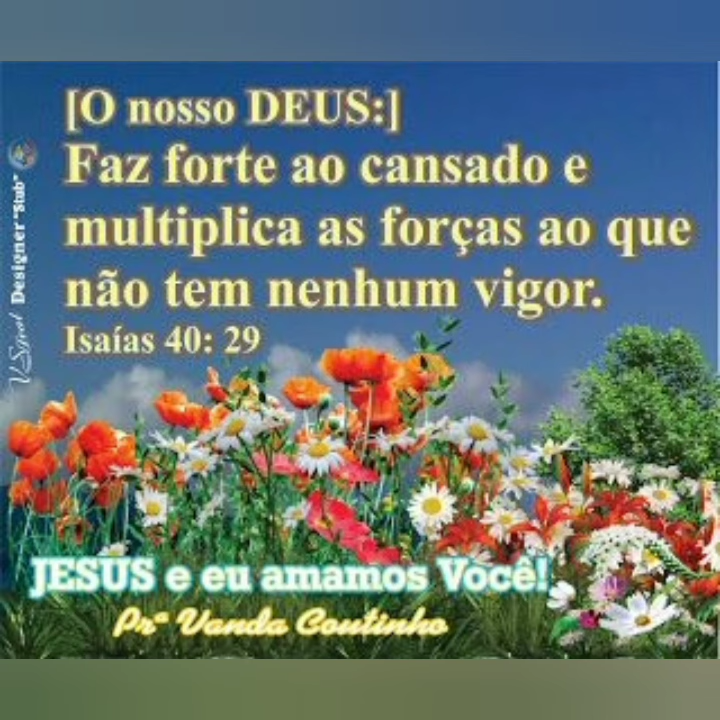 [O nosso DEUS:]
Faz forte ao cansado e
multiplica as forças ao que
não tem nenhum vigor.
Isaías 40: 29
JESUS e eu amamos Você!
Prª Vanda Coutinho
Designer "Stub"